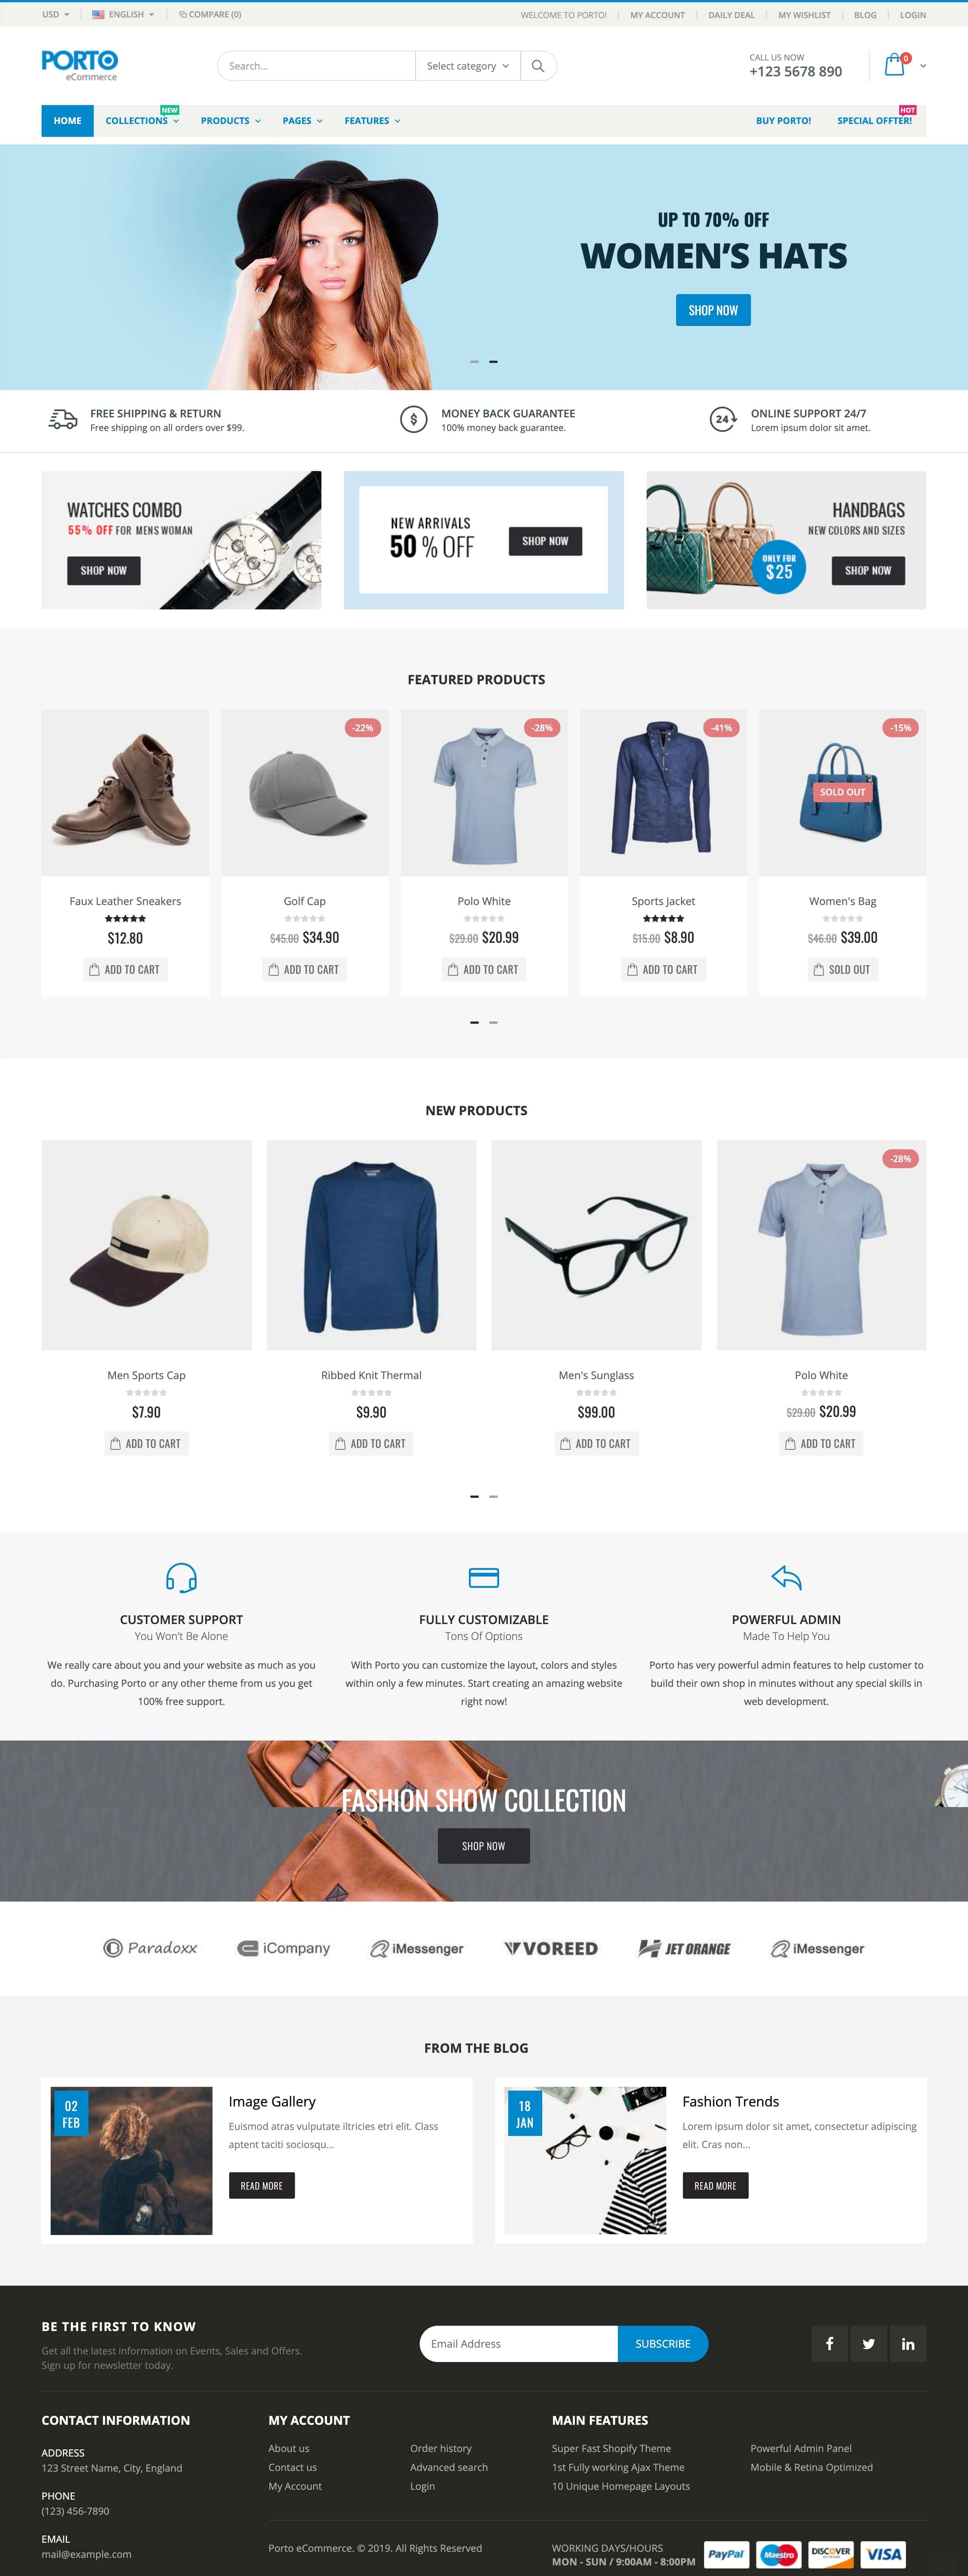 USD
ENGLISH
COMPARE (0)
WELCOME TO PORTO!
MY ACCOUNT
DAILY DEAL
MY WISHLIST
BLOG
LOGIN
PORTO
eCommerce
Search...
Select category
CALL US NOW
+123 5678 890
0
HOME
COLLECTIONS
NEW
PRODUCTS
PAGES
FEATURES
BUY PORTO!
SPECIAL OFFTER!
HOT
UP TO 70% OFF
WOMEN'S HATS
SHOP NOW
FREE SHIPPING & RETURN
Free shipping on all orders over $99.
$
MONEY BACK GUARANTEE
100% money back guarantee.
24
ONLINE SUPPORT 24/7
Lorem ipsum dolor sit amet.
WATCHES COMBO
55% OFF FOR MENS WOMAN
SHOP NOW
NEW ARRIVALS
50 % OFF
SHOP NOW
HANDBAGS
NEW COLORS AND SIZES
ONLY FOR
$25
SHOP NOW
FEATURED PRODUCTS
Faux Leather Sneakers
$12.80
ADD TO CART
-22%
Golf Cap
$45.00 $34.90
ADD TO CART
-28%
Polo White
$29.00 $20.99
ADD TO CART
-41%
Sports Jacket
$15.00 $8.90
ADD TO CART
-15%
SOLD OUT
Women's Bag
$46.00 $39.00
SOLD OUT
NEW PRODUCTS
Men Sports Cap
$7.90
ADD TO CART
Ribbed Knit Thermal
$9.90
ADD TO CART
Men's Sunglass
$99.00
ADD TO CART
-28%
Polo White
$29.00 $20.99
ADD TO CART
CUSTOMER SUPPORT
You Won't Be Alone
We really care about you and your website as much as you
do. Purchasing Porto or any other theme from us you get
100% free support.
FULLY CUSTOMIZABLE
Tons Of Options
With Porto you can customize the layout, colors and styles
within only a few minutes. Start creating an amazing website
right now!
POWERFUL ADMIN
Made To Help You
Porto has very powerful admin features to help customer to
build their own shop in minutes without any special skills in
web development.
FASHION SHOW COLLECTION
SHOP NOW
Paradoxx
iCompany
iMessenger
VOREED
JET ORANGE
iMessenger
FROM THE BLOG
02
FEB
Image Gallery
Euismod atras vulputate iltricies etri elit. Class
aptent taciti sociosqu...
READ MORE
18
JAN
Fashion Trends
Lorem ipsum dolor sit amet, consectetur adipiscing
elit. Cras non...
READ MORE
BE THE FIRST TO KNOW
Get all the latest information on Events, Sales and Offers.
Sign up for newsletter today.
Email Address
SUBSCRIBE
CONTACT INFORMATION
ADDRESS
123 Street Name, City, England
PHONE
(123) 456-7890
EMAIL
mail@example.com
MY ACCOUNT
About us
Contact us
My Account
Order history
Advanced search
Login
MAIN FEATURES
Super Fast Shopify Theme
1st Fully working Ajax Theme
10 Unique Homepage Layouts
Powerful Admin Panel
Mobile & Retina Optimized
Porto eCommerce. © 2019. All Rights Reserved
WORKING DAYS/HOURS
MON - SUN / 9:00AM - 8:00PM
PayPal
Maestro
DISCOVER
VISA